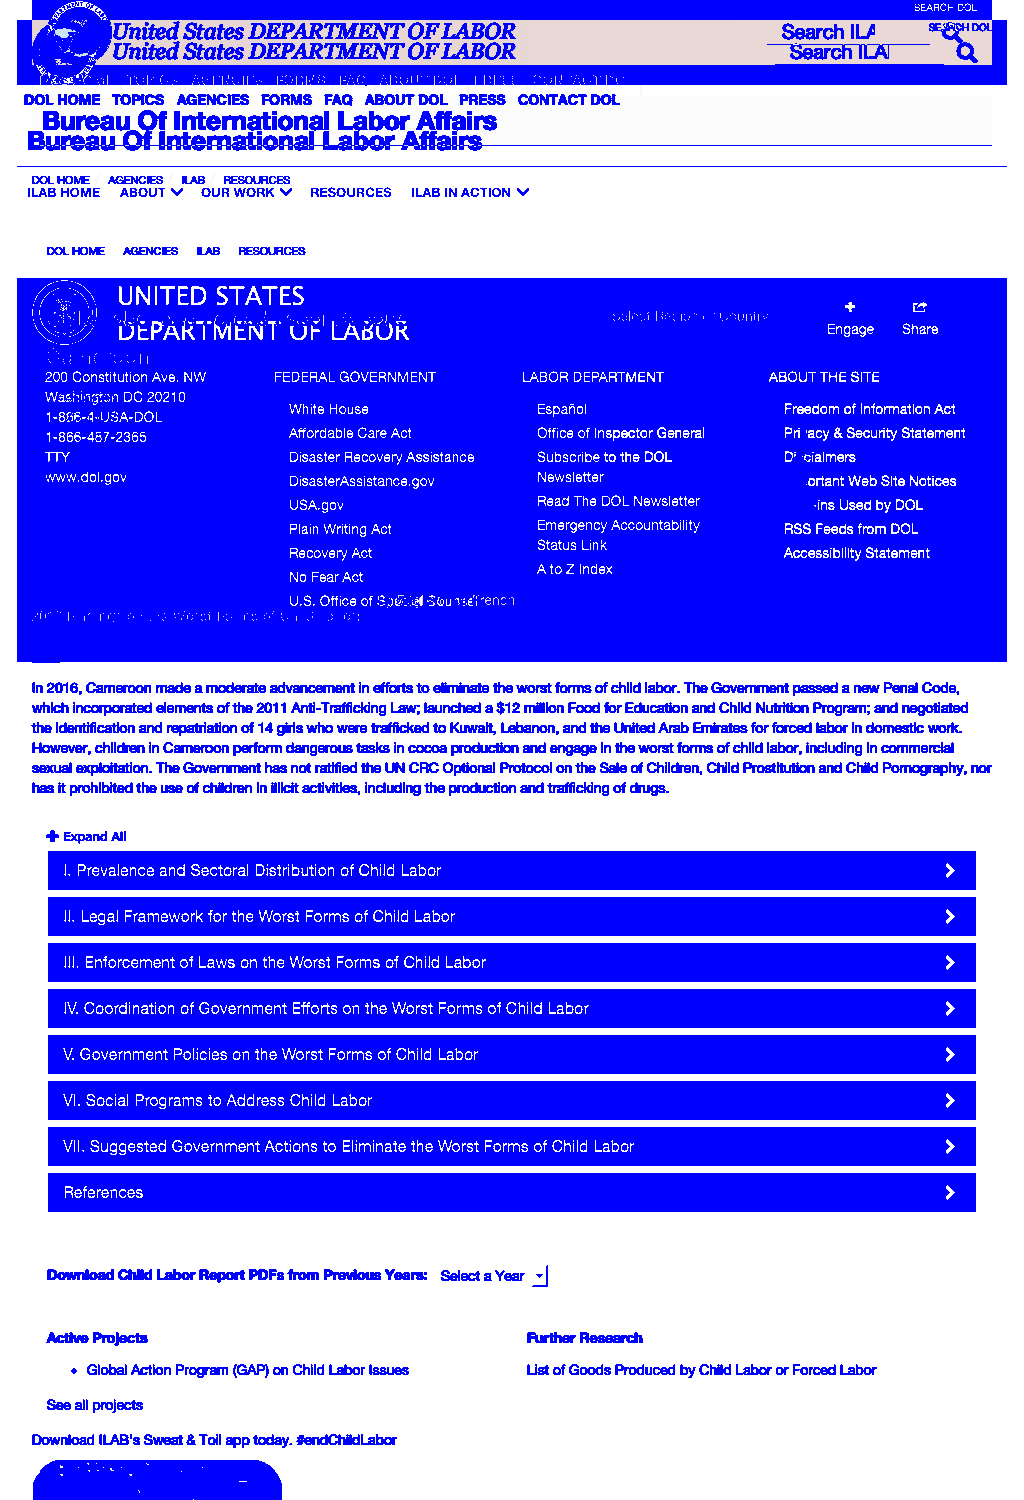 SEARCH DOL
United States DEPARTMENT OF LABOR
Search ILA
SEARCH DOL
United States DEPARTMENT OF LABOR
Search ILA
DOL HOME TOPICS AGENCIES FORMS FAQ ABOUT DOL PRESS CONTACT DOL
Bureau Of International Labor Affairs
Bureau Of International Labor Affairs
DOL HOME AGENCIES ILAB RESOURCES
ILAB HOME ABOUT OUR WORK RESOURCES ILAB IN ACTION
DOL HOME AGENCIES ILAB RESOURCES
UNITED STATES
DEPARTMENT OF LABOR
Engage Share
200 Constitution Ave. NW
Washington DC 20210
1-866-4-USA-DOL
1-866-487-2365
TTY
www.dol.gov
FEDERAL GOVERNMENT
White House
Affordable Care Act
Disaster Recovery Assistance
DisasterAssistance.gov
USA.gov
Plain Writing Act
Recovery Act
No Fear Act
U.S. Office of Special Counsel
LABOR DEPARTMENT
Español
Office of Inspector General
Subscribe to the DOL
Newsletter
Read The DOL Newsletter
Emergency Accountability
Status Link
A to Z Index
ABOUT THE SITE
Freedom of Information Act
Privacy & Security Statement
Disclaimers
Web Site Notices
Used by DOL
RSS Feeds from DOL
Accessibility Statement
In 2016, Cameroon made a moderate advancement in efforts to eliminate the worst forms of child labor. The Government passed a new Penal Code,
which incorporated elements of the 2011 Anti-Trafficking Law; launched a $12 million Food for Education and Child Nutrition Program; and negotiated
the identification and repatriation of 14 girls who were trafficked to Kuwait, Lebanon, and the United Arab Emirates for forced labor in domestic work.
However, children in Cameroon perform dangerous tasks in cocoa production and engage in the worst forms of child labor, including in commercial
sexual exploitation. The Government has not ratified the UN CRC Optional Protocol on the Sale of Children, Child Prostitution and Child Pornography, nor
has it prohibited the use of children in illicit activities, including the production and trafficking of drugs.
Expand All
I. Prevalence and Sectoral Distribution of Child Labor
II. Legal Framework for the Worst Forms of Child Labor
III. Enforcement of Laws on the Worst Forms of Child Labor
IV. Coordination of Government Efforts on the Worst Forms of Child Labor
V. Government Policies on the Worst Forms of Child Labor
VI. Social Programs to Address Child Labor
VII. Suggested Government Actions to Eliminate the Worst Forms of Child Labor
References
Download Child Labor Report PDFs from Previous Years: Select a Year
Active Projects
• Global Action Program (GAP) on Child Labor Issues
See all projects
Further Research
List of Goods Produced by Child Labor or Forced Labor
Download ILAB's Sweat & Toil app today. #endChildLabor